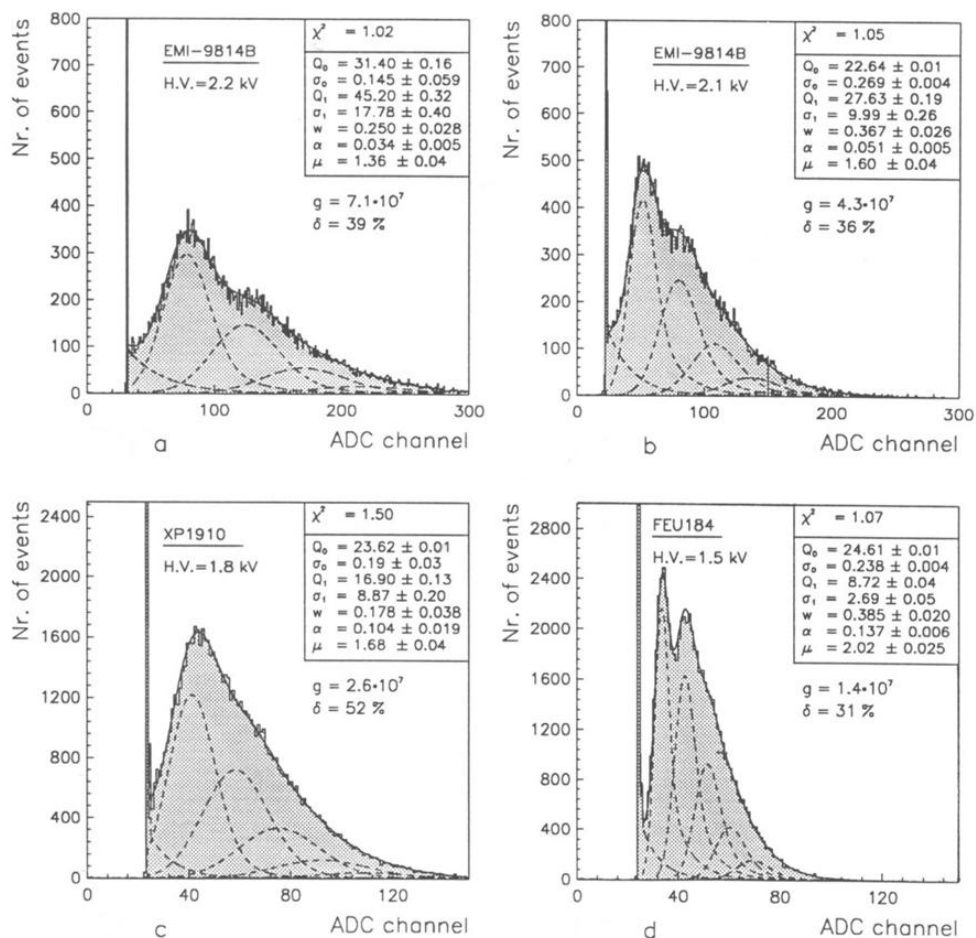 Nr. of events
800
700
600
500
400
300
200
100
0
0 100 200 300
a ADC channel
EMI-9814B
H.V.=2.2 kV
χ² = 1.02
Q₀ = 31.40 ± 0.16
σ₀ = 0.145 ± 0.059
Q₁ = 45.20 ± 0.32
σ₁ = 17.78 ± 0.40
w = 0.250 ± 0.028
α = 0.034 ± 0.005
μ = 1.36 ± 0.04
g = 7.1•10⁷
δ = 39 %
Nr. of events
800
700
600
500
400
300
200
100
0
0 100 200 300
b ADC channel
EMI-9814B
H.V.=2.1 kV
χ² = 1.05
Q₀ = 22.64 ± 0.01
σ₀ = 0.269 ± 0.004
Q₁ = 27.63 ± 0.19
σ₁ = 9.99 ± 0.26
w = 0.367 ± 0.026
α = 0.051 ± 0.005
μ = 1.60 ± 0.04
g = 4.3•10⁷
δ = 36 %
Nr. of events
2400
2000
1600
1200
800
400
0
0 40 80 120
c ADC channel
XP1910
H.V.=1.8 kV
χ² = 1.50
Q₀ = 23.62 ± 0.01
σ₀ = 0.19 ± 0.03
Q₁ = 16.90 ± 0.13
σ₁ = 8.87 ± 0.20
w = 0.178 ± 0.038
α = 0.104 ± 0.019
μ = 1.68 ± 0.04
g = 2.6•10⁷
δ = 52 %
Nr. of events
2800
2400
2000
1600
1200
800
400
0
0 40 80 120
d ADC channel
FEU184
H.V.=1.5 kV
χ² = 1.07
Q₀ = 24.61 ± 0.01
σ₀ = 0.238 ± 0.004
Q₁ = 8.72 ± 0.04
σ₁ = 2.69 ± 0.05
w = 0.385 ± 0.020
α = 0.137 ± 0.006
μ = 2.02 ± 0.025
g = 1.4•10⁷
δ = 31 %